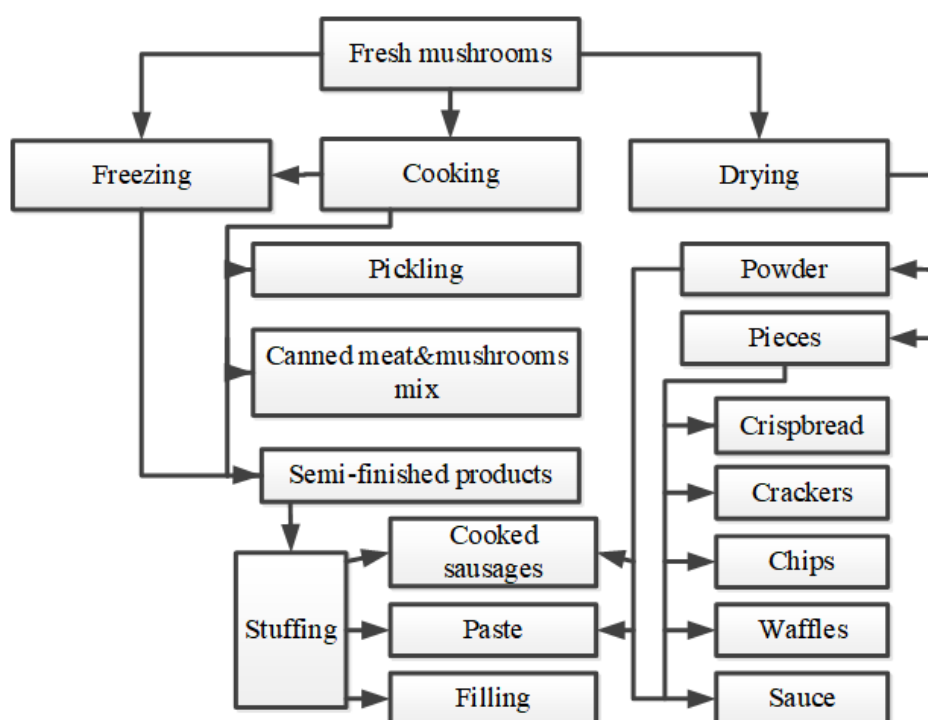 Fresh mushrooms
Freezing
Cooking
Drying
Pickling
Powder
Pieces
Canned meat&mushrooms
mix
Crispbread
Semi-finished products
Crackers
Cooked
sausages
Chips
Stuffing
Paste
Waffles
Filling
Sauce